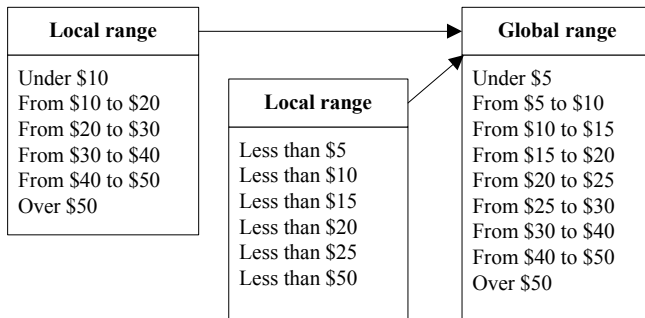 Local range
Under $10
From $10 to $20
From $20 to $30
From $30 to $40
From $40 to $50
Over $50
Local range
Less than $5
Less than $10
Less than $15
Less than $20
Less than $25
Less than $50
Global range
Under $5
From $5 to $10
From $10 to $15
From $15 to $20
From $20 to $25
From $25 to $30
From $30 to $40
From $40 to $50
Over $50